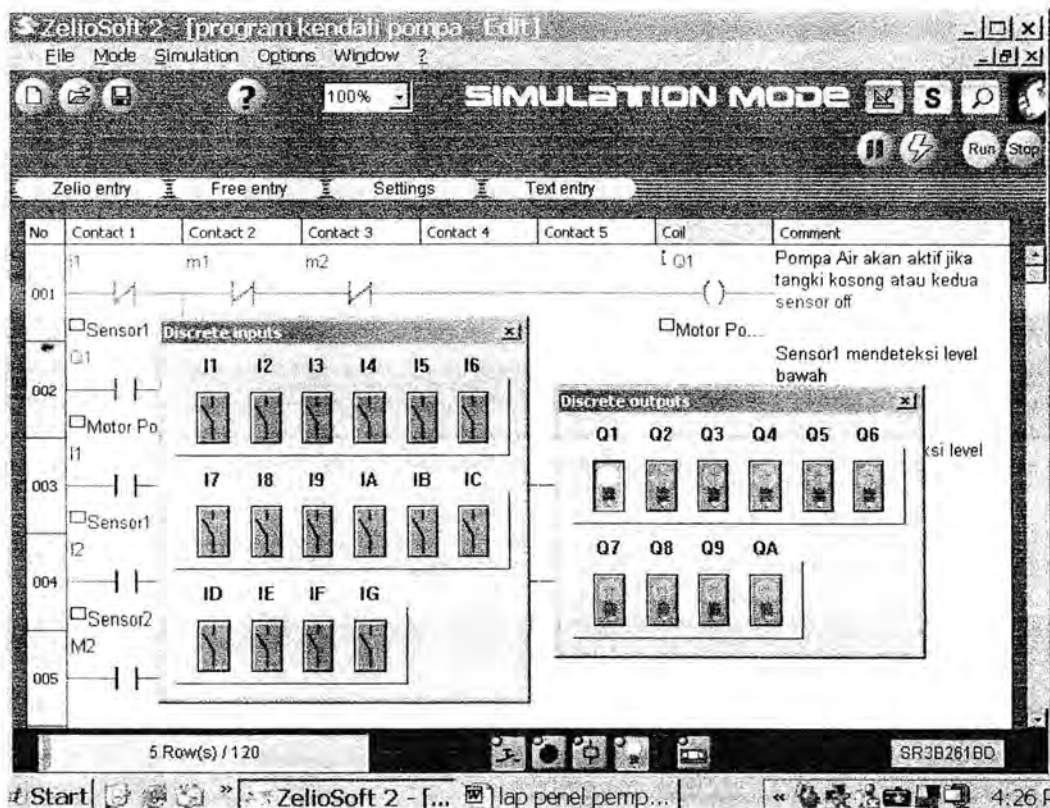 ZelioSoft 2 - [program kendali pompa - Edit]
File Mode Simulation Options Window ?
100%
SIMULATION MODE
S
Run Stop
Zelio entry Free entry Settings Text entry
No Contact 1 Contact 2 Contact 3 Contact 4 Contact 5 Coil Comment
i1 m1 m2 [ Q1
001
Pompa Air akan aktif jika
tangki kosong atau kedua
sensor off
Sensor1
Motor Po...
Sensor1 mendeteksi level
bawah
Q1
002
Motor Po
ksi level
I1
003
Sensor1
I2
004
Sensor2
M2
005
Discrete inputs
I1 I2 I3 I4 I5 I6
I7 I8 I9 IA IB IC
ID IE IF IG
Discrete outputs
Q1 Q2 Q3 Q4 Q5 Q6
Q7 Q8 Q9 QA
5 Row(s) / 120
SR3B261BD
Start » ZelioSoft 2 - [... lap penel pemp... « 4:26 P